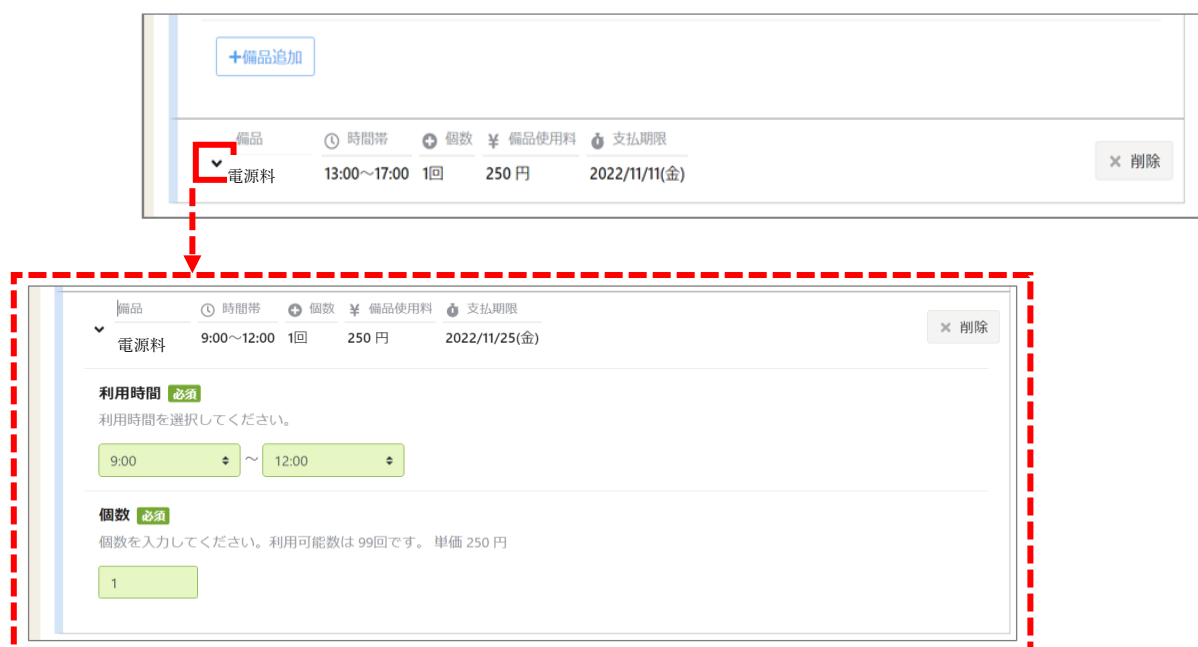 +備品追加
備品 時間帯 個数 ¥ 備品使用料 支払期限
電源料 13:00～17:00 1回 250 円 2022/11/11(金) × 削除
備品 時間帯 個数 ¥ 備品使用料 支払期限
電源料 9:00～12:00 1回 250 円 2022/11/25(金) × 削除
利用時間 必須
利用時間を選択してください。
9:00 ～ 12:00
個数 必須
個数を入力してください。利用可能数は 99回です。 単価 250 円
1